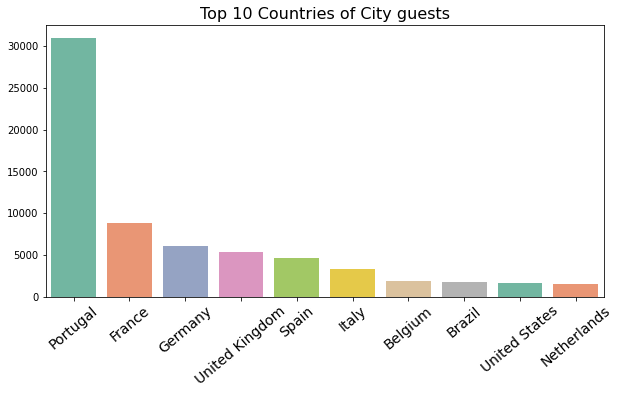 Top 10 Countries of City guests
30000
25000
20000
15000
10000
5000
0
Portugal
France
Germany
United Kingdom
Spain
Italy
Belgium
Brazil
United States
Netherlands